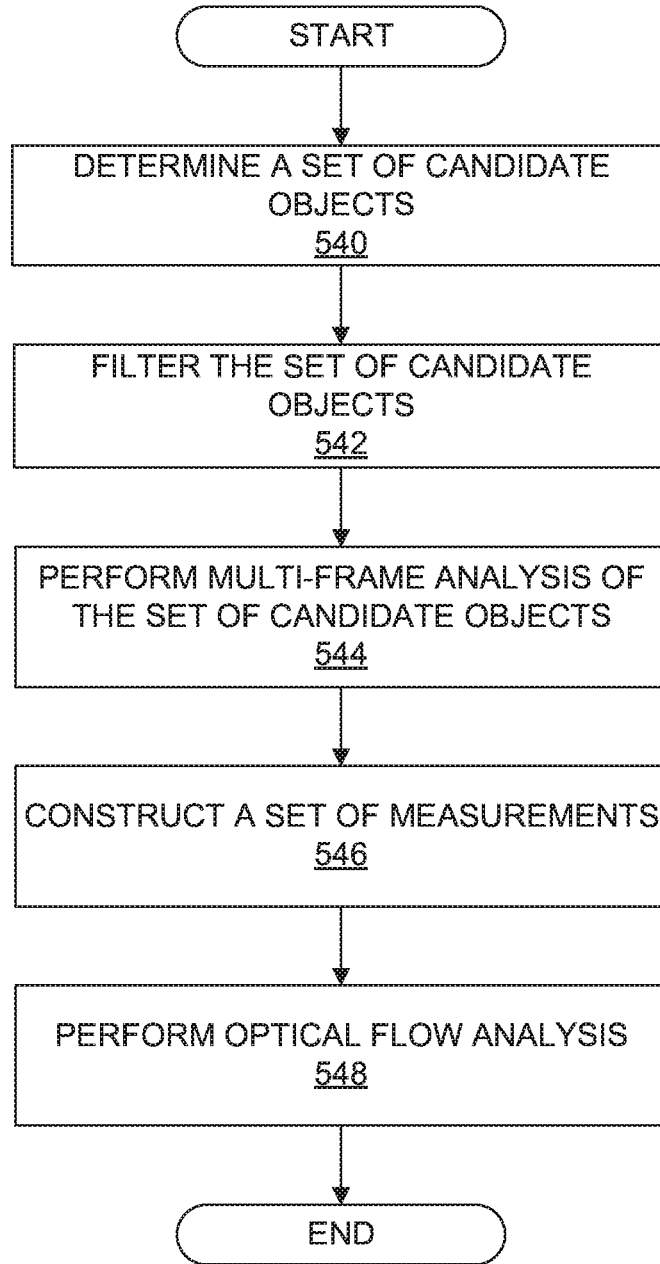 START
DETERMINE A SET OF CANDIDATE
OBJECTS
540
FILTER THE SET OF CANDIDATE
OBJECTS
542
PERFORM MULTI-FRAME ANALYSIS OF
THE SET OF CANDIDATE OBJECTS
544
CONSTRUCT A SET OF MEASUREMENTS
546
PERFORM OPTICAL FLOW ANALYSIS
548
END